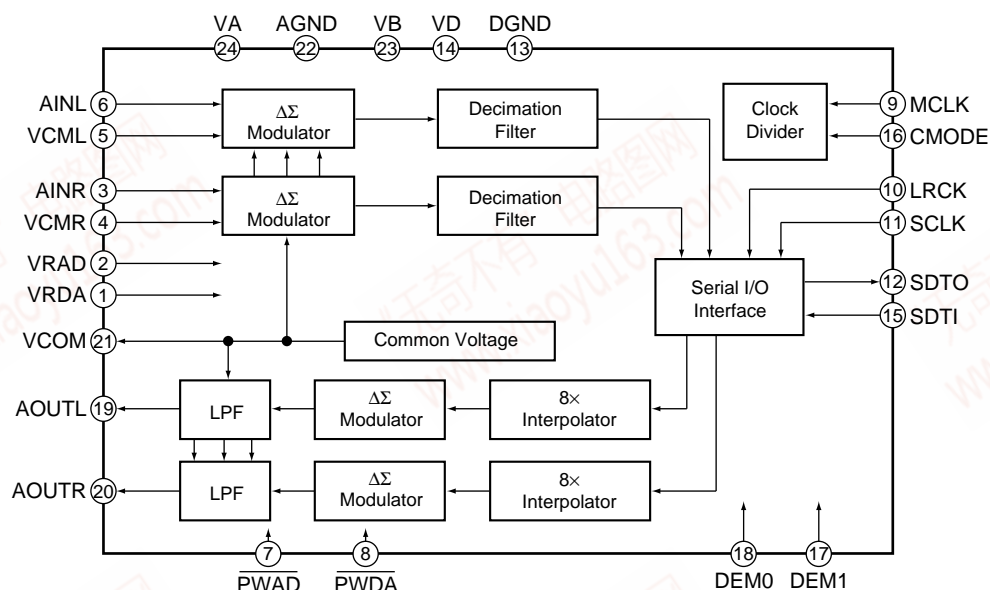 VA AGND VB VD DGND
24 22 23 14 13
AINL 6
VCML 5
AINR 3
VCMR 4
VRAD 2
VRDA 1
VCOM 21
AOUTL 19
AOUTR 20
ΔΣ
Modulator
Decimation
Filter
Clock
Divider
9 MCLK
16 CMODE
ΔΣ
Modulator
Decimation
Filter
10 LRCK
11 SCLK
Serial I/O
Interface
12 SDTO
15 SDTI
Common Voltage
LPF
ΔΣ
Modulator
8×
Interpolator
LPF
ΔΣ
Modulator
8×
Interpolator
7 8 18 17
PWAD PWDA DEM0 DEM1